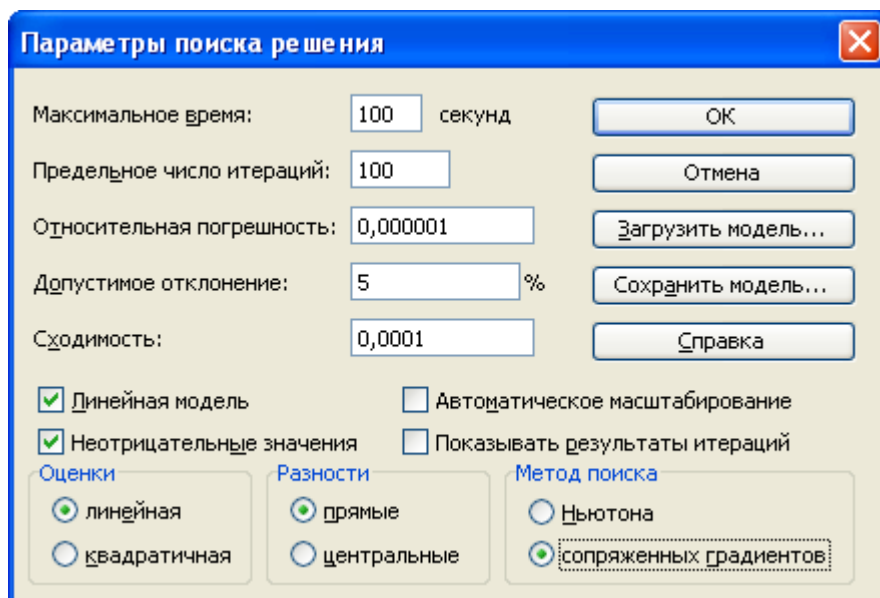 Параметры поиска решения
Максимальное время: 100 секунд OK
Предельное число итераций: 100 Отмена
Относительная погрешность: 0,000001 Загрузить модель...
Допустимое отклонение: 5 % Сохранить модель...
Сходимость: 0,0001 Справка
Линейная модель Автоматическое масштабирование
Неотрицательные значения Показывать результаты итераций
Оценки Разности Метод поиска
линейная прямые Ньютона
квадратичная центральные сопряженных градиентов